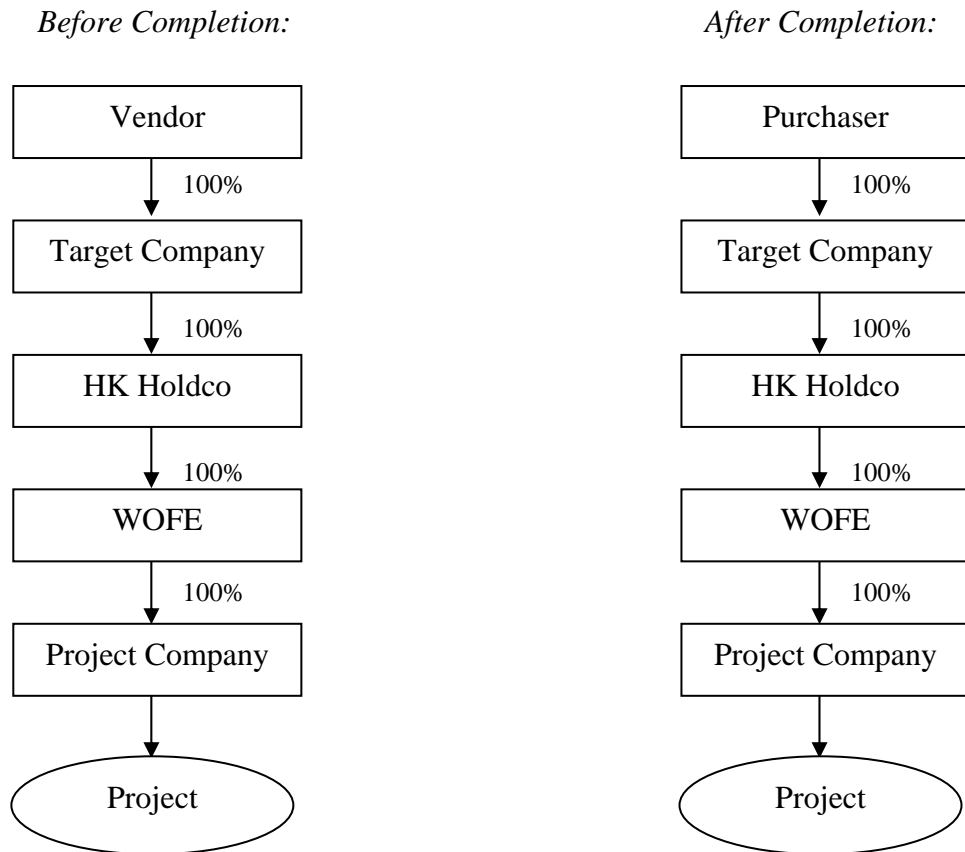 Before Completion:
Vendor
100%
Target Company
100%
HK Holdco
100%
WOFE
100%
Project Company
Project
After Completion:
Purchaser
100%
Target Company
100%
HK Holdco
100%
WOFE
100%
Project Company
Project